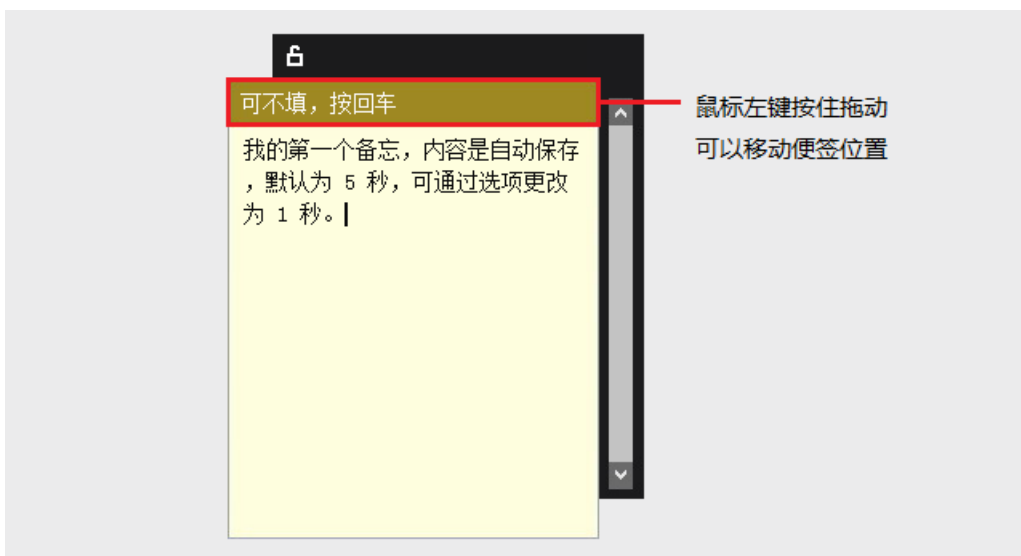 可不填，按回车
鼠标左键按住拖动
可以移动便签位置
我的第一个备忘，内容是自动保存
，默认为 5 秒，可通过选项更改
为 1 秒。